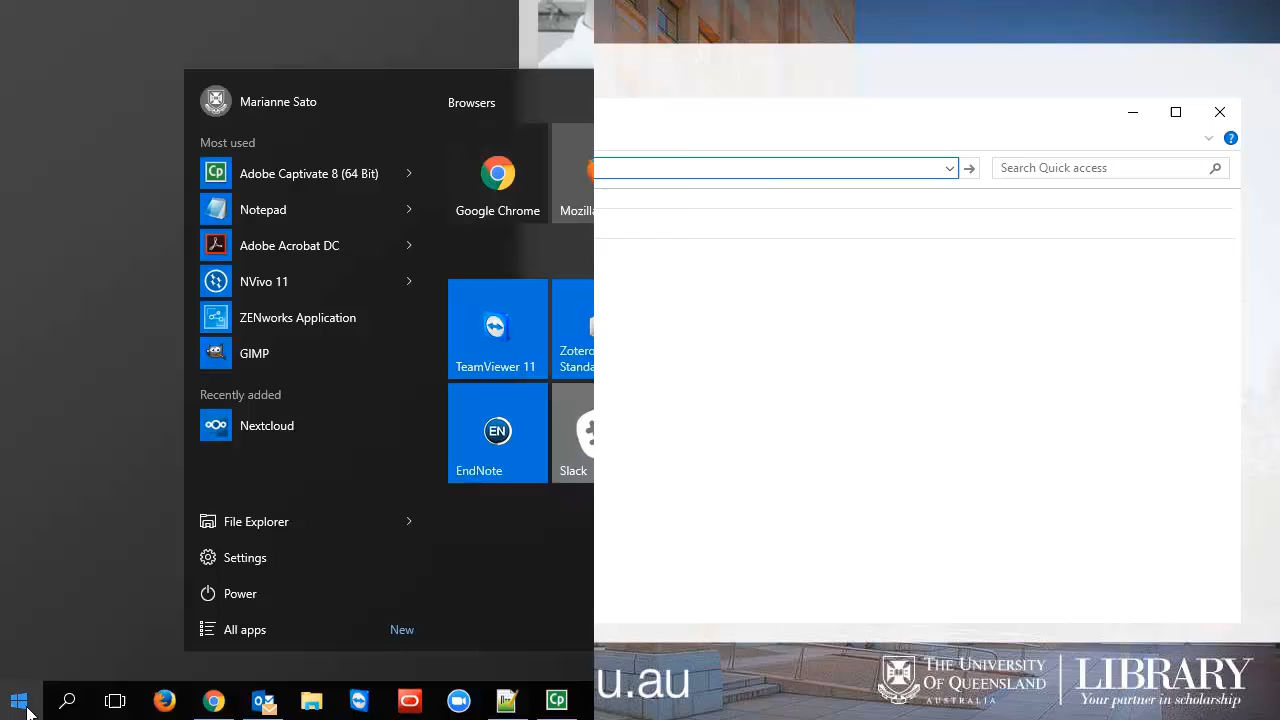 Marianne Sato
Most used
Cp
Adobe Captivate 8 (64 Bit)
Notepad
Adobe Acrobat DC
NVivo 11
ZENworks Application
GIMP
Recently added
Nextcloud
File Explorer
Settings
Power
All apps
New
Browsers
Google Chrome
Mozilla
TeamViewer 11
Zotero
Standa
EN
EndNote
Slack
?
Search Quick access
Cp
u.au
THE UNIVERSITY
OF QUEENSLAND
AUSTRALIA
LIBRARY
Your partner in scholarship